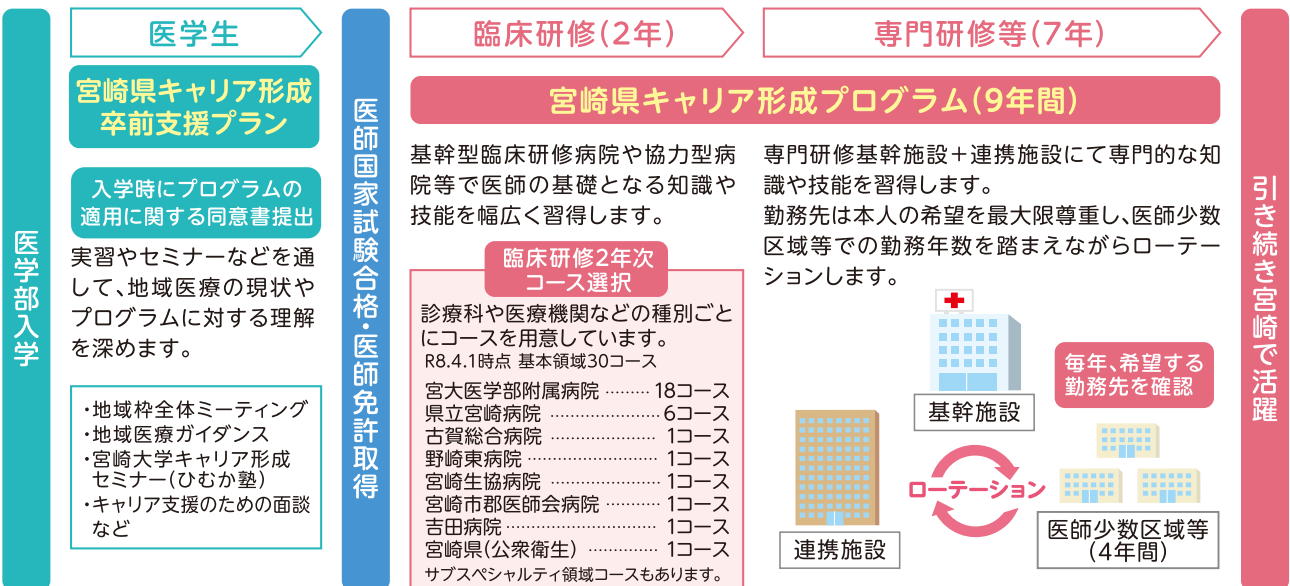 医学部入学
医学生
宮崎県キャリア形成
卒前支援プラン
入学時にプログラムの
適用に関する同意書提出
実習やセミナーなどを通
して、地域医療の現状や
プログラムに対する理解
を深めます。
・地域枠全体ミーティング
・地域医療ガイダンス
・宮崎大学キャリア形成
セミナー(ひむか塾)
・キャリア支援のための面談
など
医師国家試験合格・医師免許取得
臨床研修(2年)
専門研修等(7年)
宮崎県キャリア形成プログラム(9年間)
基幹型臨床研修病院や協力型病
院等で医師の基礎となる知識や
技能を幅広く習得します。
臨床研修2年次
コース選択
診療科や医療機関などの種別ごと
にコースを用意しています。
R8.4.1時点 基本領域30コース
宮大医学部附属病院 ……… 18コース
県立宮崎病院 …………………6コース
古賀総合病院 ………………… 1コース
野崎東病院 …………………… 1コース
宮崎生協病院 ………………… 1コース
宮崎市郡医師会病院 ………… 1コース
吉田病院 ……………………… 1コース
宮崎県(公衆衛生) ………… 1コース
サブスペシャルティ領域コースもあります。
専門研修基幹施設＋連携施設にて専門的な知
識や技能を習得します。
勤務先は本人の希望を最大限尊重し、医師少数
区域等での勤務年数を踏まえながらローテー
ションします。
基幹施設
毎年、希望する
勤務先を確認
ローテーション
連携施設
医師少数区域等
(4年間)
引き続き宮崎で活躍